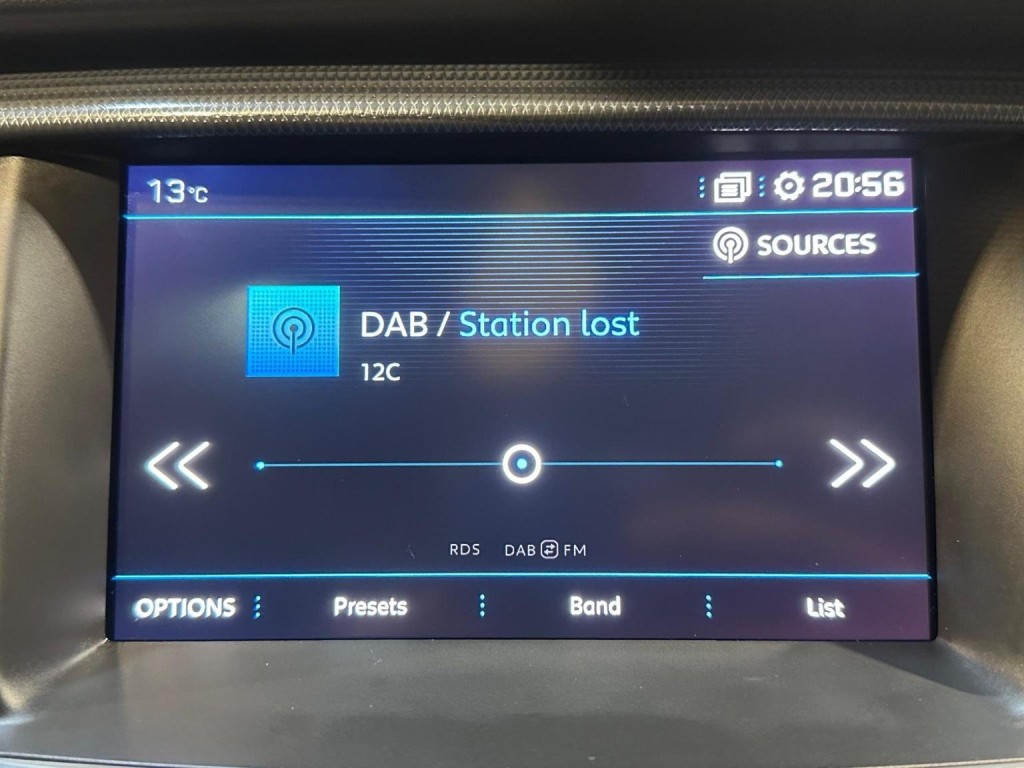 13°C 20:56
SOURCES
DAB / Station lost
12C
RDS DAB FM
OPTIONS Presets Band List